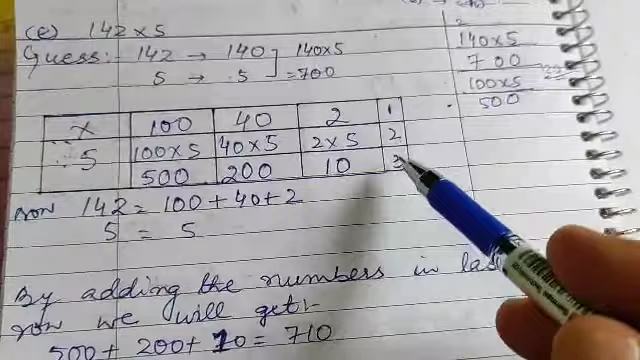 (e) 142×5
Guess:- 142 → 140 ] 140×5
5 → 5 ] =700
2
140×5
700
100×5
500
× 100 40 2 1
5 100×5 40×5 2×5 2
500 200 10 3
now 142 = 100+40+2
5 = 5
By adding the numbers in las
row we will get:-
500+ 200+ 10 = 710